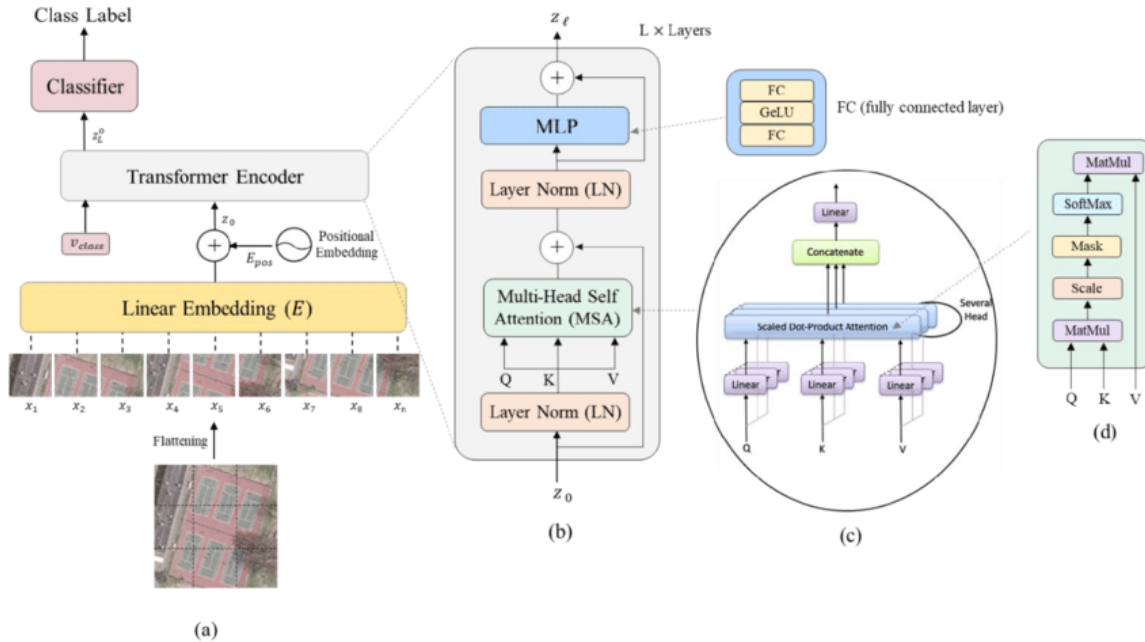 Class Label
Classifier
z_L^0
Transformer Encoder
v_class
z_0
Positional
Embedding
E_pos
Linear Embedding (E)
x_1 x_2 x_3 x_4 x_5 x_6 x_7 x_8 x_n
Flattening
(a)
z_ℓ
L × Layers
MLP
Layer Norm (LN)
Multi-Head Self
Attention (MSA)
Q K V
Layer Norm (LN)
z_0
(b)
FC
GeLU
FC
FC (fully connected layer)
Linear
Concatenate
Several
Head
Scaled Dot-Product Attention
Linear Linear Linear
Q K V
(c)
MatMul
SoftMax
Mask
Scale
MatMul
Q K V
(d)